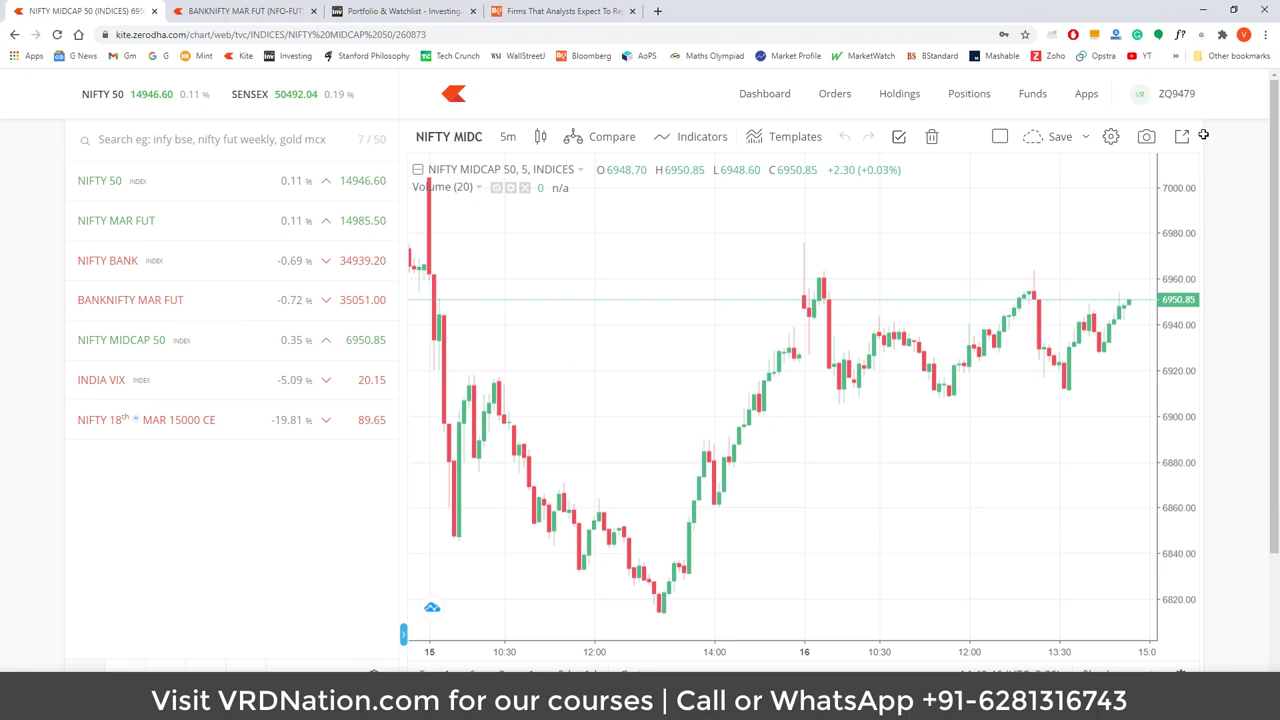 NIFTY MIDCAP 50 (INDICES) 695
BANKNIFTY MAR FUT (NFO-FUT)
Portfolio & Watchlist - Investing.
Firms That Analysts Expect To Re
kite.zerodha.com/chart/web/tvc/INDICES/NIFTY%20MIDCAP%2050/260873
Apps
G News
Gm
G
Mint
Kite
Investing
Stanford Philosophy
Tech Crunch
WallStreetJ
Bloomberg
AoPS
Maths Olympiad
Market Profile
MarketWatch
BStandard
Mashable
Zoho
Opstra
YT
»
Other bookmarks
NIFTY 50 14946.60 0.11 %
SENSEX 50492.04 0.19 %
Dashboard
Orders
Holdings
Positions
Funds
Apps
VR ZQ9479
Search eg: infy bse, nifty fut weekly, gold mcx 7 / 50
NIFTY 50 INDEX 0.11 % 14946.60
NIFTY MAR FUT 0.11 % 14985.50
NIFTY BANK INDEX -0.69 % 34939.20
BANKNIFTY MAR FUT -0.72 % 35051.00
NIFTY MIDCAP 50 INDEX 0.35 % 6950.85
INDIA VIX INDEX -5.09 % 20.15
NIFTY 18th w MAR 15000 CE -19.81 % 89.65
NIFTY MIDC 5m Compare Indicators Templates Save
NIFTY MIDCAP 50, 5, INDICES O6948.70 H6950.85 L6948.60 C6950.85 +2.30 (+0.03%)
Volume (20) 0 n/a
7000.00
6980.00
6960.00
6950.85
6940.00
6920.00
6900.00
6880.00
6860.00
6840.00
6820.00
15 10:30 12:00 14:00 16 10:30 12:00 13:30 15:0
Visit VRDNation.com for our courses | Call or WhatsApp +91-6281316743